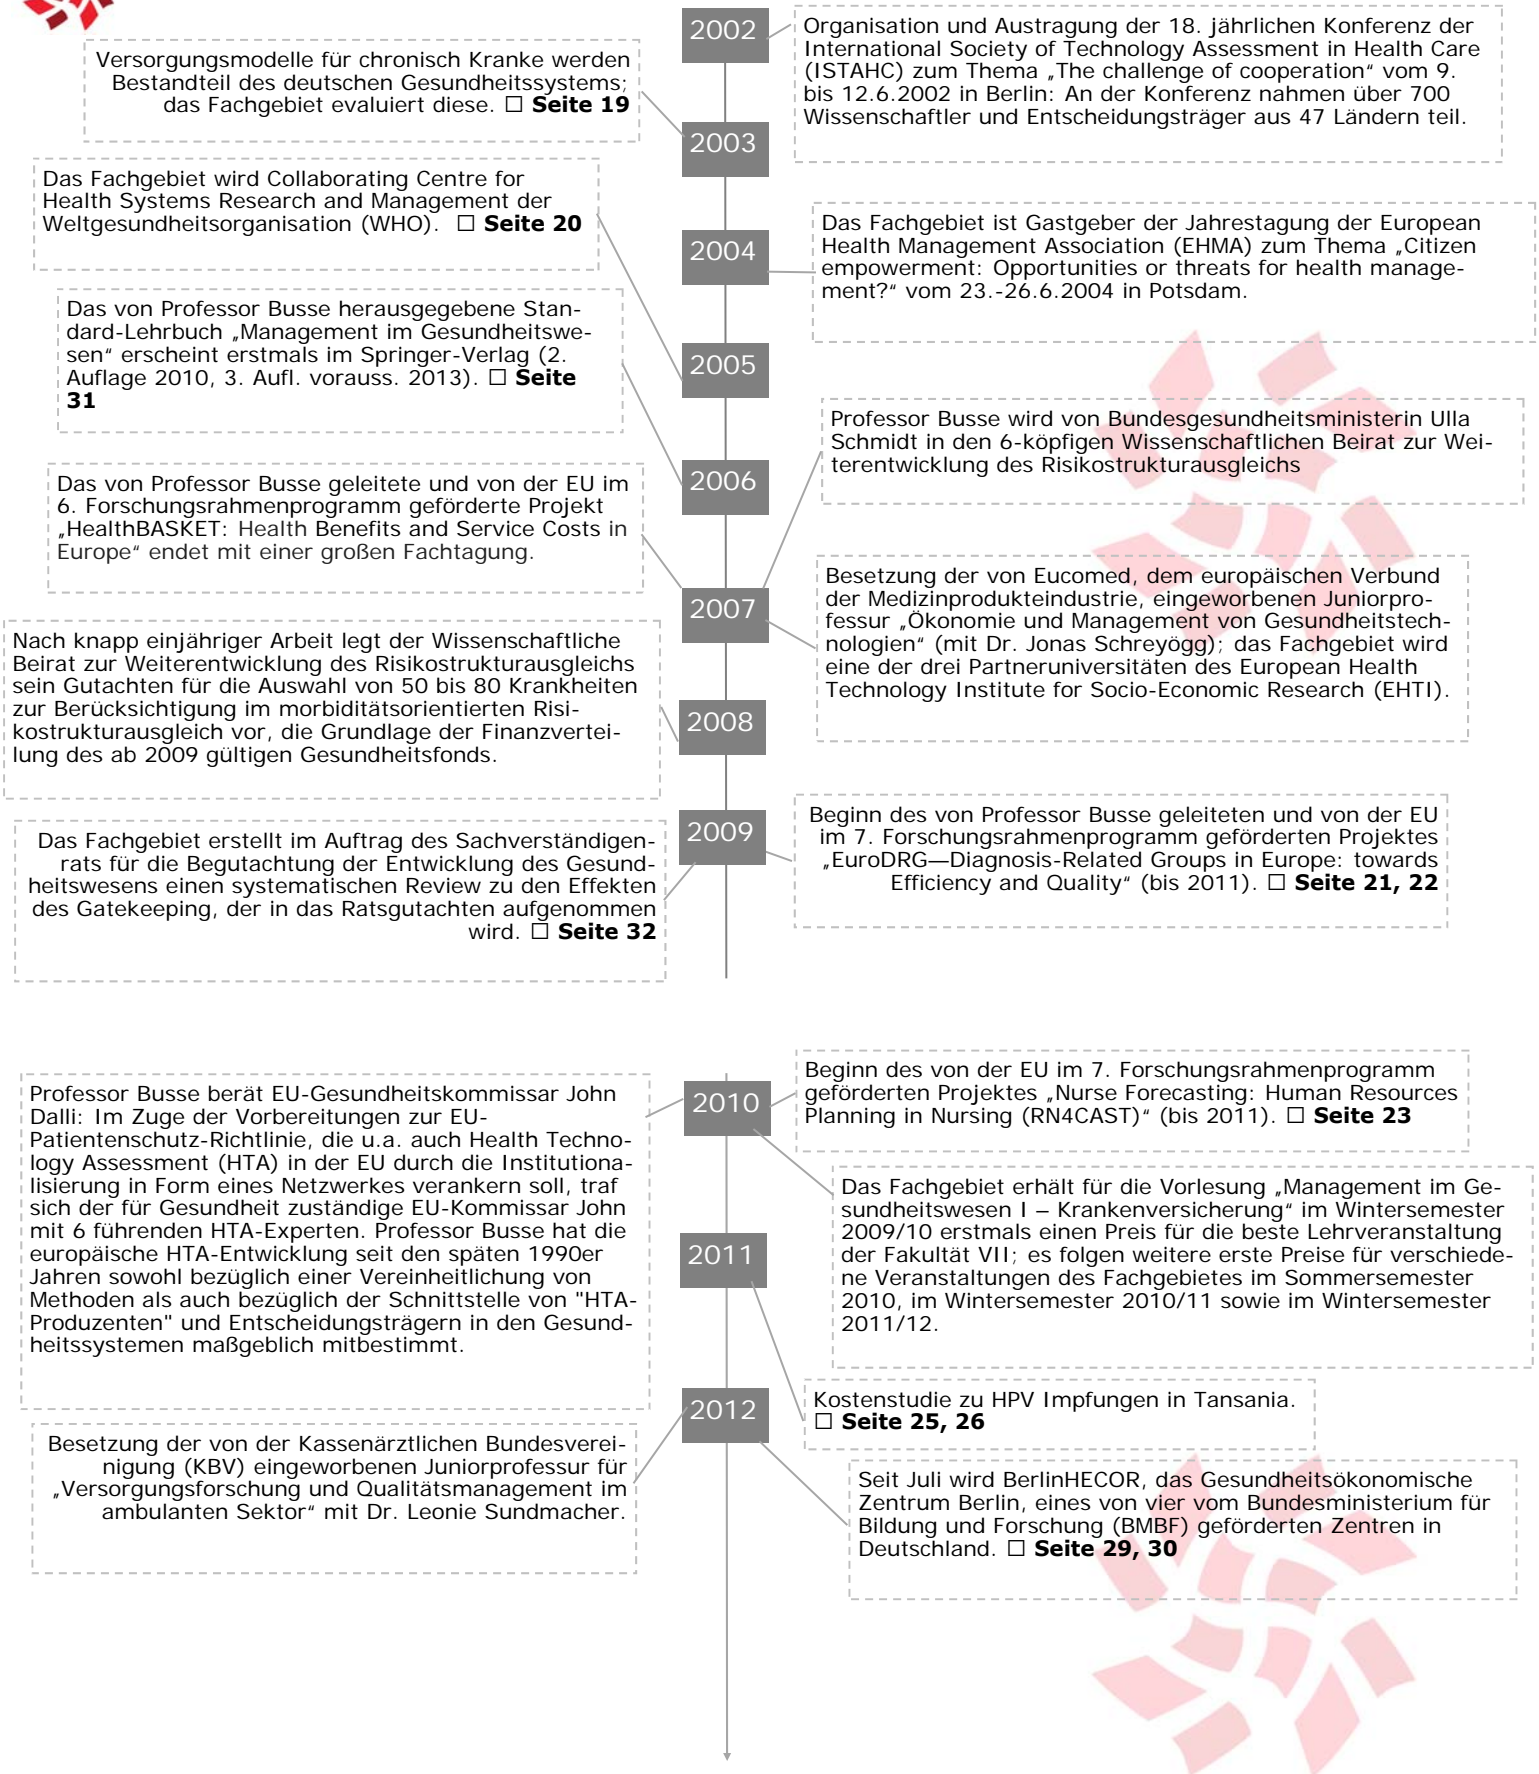 2002
Organisation und Austragung der 18. jährlichen Konferenz der
International Society of Technology Assessment in Health Care
(ISTAHC) zum Thema „The challenge of cooperation“ vom 9.
bis 12.6.2002 in Berlin: An der Konferenz nahmen über 700
Wissenschaftler und Entscheidungsträger aus 47 Ländern teil.
Versorgungsmodelle für chronisch Kranke werden
Bestandteil des deutschen Gesundheitssystems;
das Fachgebiet evaluiert diese. □ Seite 19
2003
Das Fachgebiet wird Collaborating Centre for
Health Systems Research and Management der
Weltgesundheitsorganisation (WHO). □ Seite 20
2004
Das Fachgebiet ist Gastgeber der Jahrestagung der European
Health Management Association (EHMA) zum Thema „Citizen
empowerment: Opportunities or threats for health manage-
ment?“ vom 23.-26.6.2004 in Potsdam.
Das von Professor Busse herausgegebene Stan-
dard-Lehrbuch „Management im Gesundheitswe-
sen“ erscheint erstmals im Springer-Verlag (2.
Auflage 2010, 3. Aufl. vorauss. 2013). □ Seite
31
2005
Professor Busse wird von Bundesgesundheitsministerin Ulla
Schmidt in den 6-köpfigen Wissenschaftlichen Beirat zur Wei-
terentwicklung des Risikostrukturausgleichs
2006
Das von Professor Busse geleitete und von der EU im
6. Forschungsrahmenprogramm geförderte Projekt
„HealthBASKET: Health Benefits and Service Costs in
Europe“ endet mit einer großen Fachtagung.
2007
Besetzung der von Eucomed, dem europäischen Verbund
der Medizinprodukteindustrie, eingeworbenen Juniorpro-
fessur „Ökonomie und Management von Gesundheitstech-
nologien“ (mit Dr. Jonas Schreyögg); das Fachgebiet wird
eine der drei Partneruniversitäten des European Health
Technology Institute for Socio-Economic Research (EHTI).
Nach knapp einjähriger Arbeit legt der Wissenschaftliche
Beirat zur Weiterentwicklung des Risikostrukturausgleichs
sein Gutachten für die Auswahl von 50 bis 80 Krankheiten
zur Berücksichtigung im morbiditätsorientierten Risi-
kostrukturausgleich vor, die Grundlage der Finanzvertei-
lung des ab 2009 gültigen Gesundheitsfonds.
2008
2009
Beginn des von Professor Busse geleiteten und von der EU
im 7. Forschungsrahmenprogramm geförderten Projektes
„EuroDRG—Diagnosis-Related Groups in Europe: towards
Efficiency and Quality“ (bis 2011). □ Seite 21, 22
Das Fachgebiet erstellt im Auftrag des Sachverständigen-
rats für die Begutachtung der Entwicklung des Gesund-
heitswesens einen systematischen Review zu den Effekten
des Gatekeeping, der in das Ratsgutachten aufgenommen
wird. □ Seite 32
2010
Beginn des von der EU im 7. Forschungsrahmenprogramm
geförderten Projektes „Nurse Forecasting: Human Resources
Planning in Nursing (RN4CAST)“ (bis 2011). □ Seite 23
Professor Busse berät EU-Gesundheitskommissar John
Dalli: Im Zuge der Vorbereitungen zur EU-
Patientenschutz-Richtlinie, die u.a. auch Health Techno-
logy Assessment (HTA) in der EU durch die Institutiona-
lisierung in Form eines Netzwerkes verankern soll, traf
sich der für Gesundheit zuständige EU-Kommissar John
mit 6 führenden HTA-Experten. Professor Busse hat die
europäische HTA-Entwicklung seit den späten 1990er
Jahren sowohl bezüglich einer Vereinheitlichung von
Methoden als auch bezüglich der Schnittstelle von "HTA-
Produzenten" und Entscheidungsträgern in den Gesund-
heitssystemen maßgeblich mitbestimmt.
Das Fachgebiet erhält für die Vorlesung „Management im Ge-
sundheitswesen I – Krankenversicherung“ im Wintersemester
2009/10 erstmals einen Preis für die beste Lehrveranstaltung
der Fakultät VII; es folgen weitere erste Preise für verschiede-
ne Veranstaltungen des Fachgebietes im Sommersemester
2010, im Wintersemester 2010/11 sowie im Wintersemester
2011/12.
2011
Kostenstudie zu HPV Impfungen in Tansania.
□ Seite 25, 26
2012
Besetzung der von der Kassenärztlichen Bundesverei-
nigung (KBV) eingeworbenen Juniorprofessur für
„Versorgungsforschung und Qualitätsmanagement im
ambulanten Sektor“ mit Dr. Leonie Sundmacher.
Seit Juli wird BerlinHECOR, das Gesundheitsökonomische
Zentrum Berlin, eines von vier vom Bundesministerium für
Bildung und Forschung (BMBF) geförderten Zentren in
Deutschland. □ Seite 29, 30